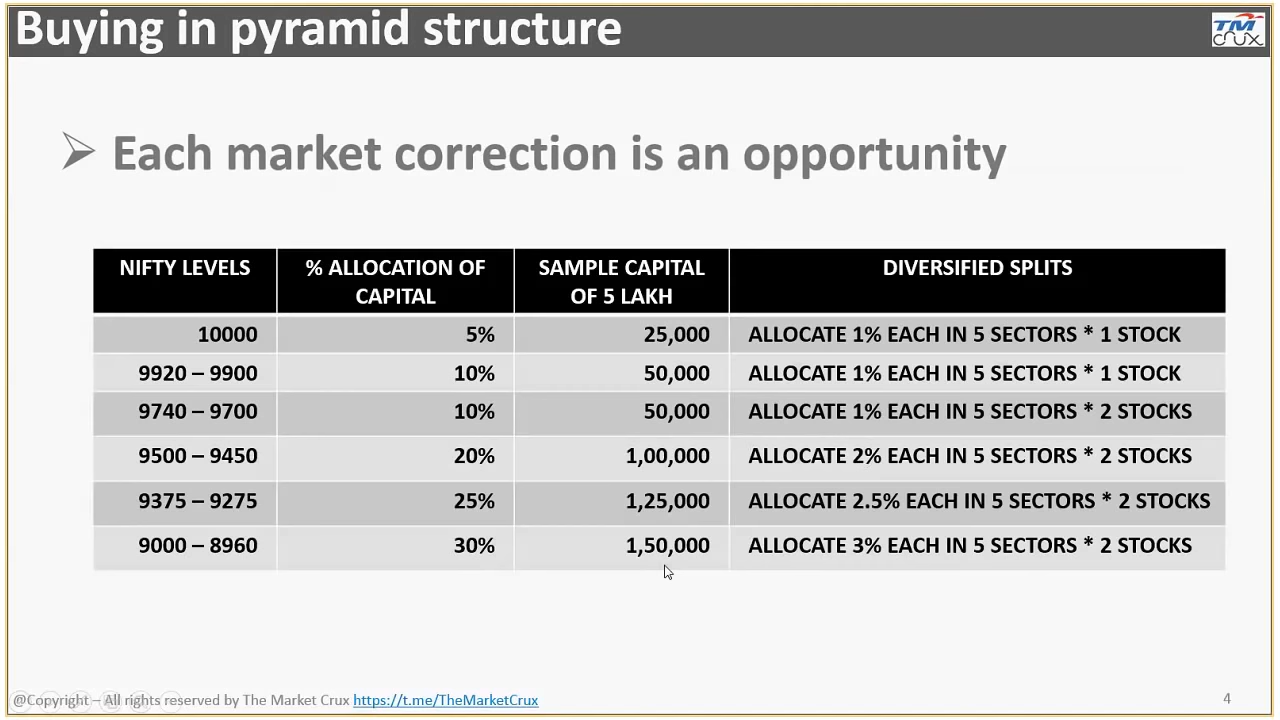 Buying in pyramid structure
TM
CRUX
Each market correction is an opportunity
NIFTY LEVELS % ALLOCATION OF CAPITAL SAMPLE CAPITAL OF 5 LAKH DIVERSIFIED SPLITS
10000 5% 25,000 ALLOCATE 1% EACH IN 5 SECTORS * 1 STOCK
9920 – 9900 10% 50,000 ALLOCATE 1% EACH IN 5 SECTORS * 1 STOCK
9740 – 9700 10% 50,000 ALLOCATE 1% EACH IN 5 SECTORS * 2 STOCKS
9500 – 9450 20% 1,00,000 ALLOCATE 2% EACH IN 5 SECTORS * 2 STOCKS
9375 – 9275 25% 1,25,000 ALLOCATE 2.5% EACH IN 5 SECTORS * 2 STOCKS
9000 – 8960 30% 1,50,000 ALLOCATE 3% EACH IN 5 SECTORS * 2 STOCKS
@Copyright – All rights reserved by The Market Crux https://t.me/TheMarketCrux 4